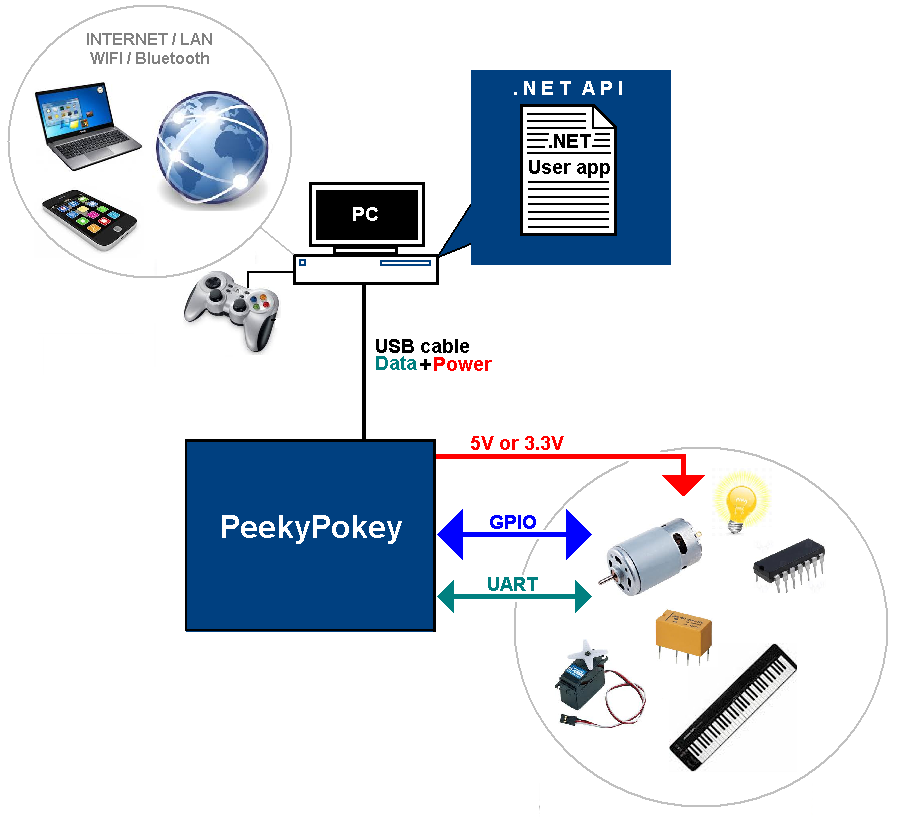 INTERNET / LAN
WIFI / Bluetooth
.NET API
.NET
User app
PC
USB cable
Data+Power
5V or 3.3V
PeekyPokey
GPIO
UART